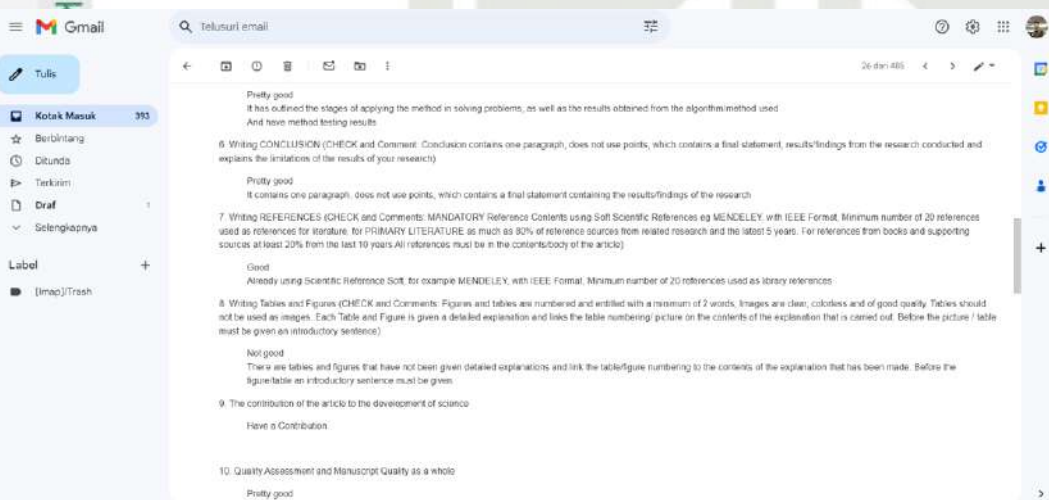 Gmail
Telusuri email
Tulis
26 dari 485
Kotak Masuk 393
Berbintang
Ditunda
Terkirim
Draf 1
Selengkapnya
Label
[Imap]/Trash
Pretty good
It has outlined the stages of applying the method in solving problems, as well as the results obtained from the algorithm/method used
And have method testing results
6. Writing CONCLUSION (CHECK and Comment: Conclusion contains one paragraph, does not use points, which contains a final statement, results/findings from the research conducted and
explains the limitations of the results of your research)
Pretty good
It contains one paragraph, does not use points, which contains a final statement containing the results/findings of the research
7. Writing REFERENCES (CHECK and Comments: MANDATORY Reference Contents using Soft Scientific References eg MENDELEY, with IEEE Format, Minimum number of 20 references
used as references for literature, for PRIMARY LITERATURE as much as 80% of reference sources from related research and the latest 5 years. For references from books and supporting
sources at least 20% from the last 10 years.All references must be in the contents/body of the article)
Good
Already using Scientific Reference Soft, for example MENDELEY, with IEEE Format, Minimum number of 20 references used as library references
8. Writing Tables and Figures (CHECK and Comments: Figures and tables are numbered and entitled with a minimum of 2 words, Images are clear, colorless and of good quality. Tables should
not be used as images. Each Table and Figure is given a detailed explanation and links the table numbering/ picture on the contents of the explanation that is carried out. Before the picture / table
must be given an introductory sentence)
Not good
There are tables and figures that have not been given detailed explanations and link the table/figure numbering to the contents of the explanation that has been made. Before the
figure/table an introductory sentence must be given
9. The contribution of the article to the development of science
Have a Contribution.
10. Quality Assessment and Manuscript Quality as a whole
Pretty good